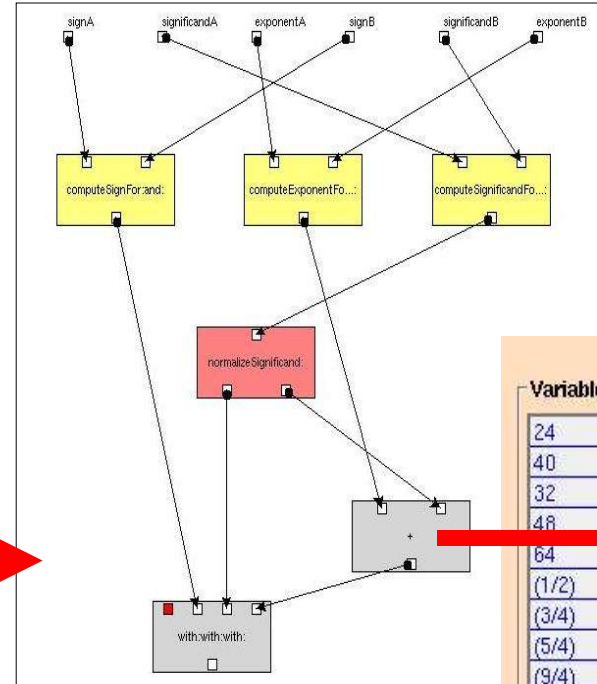 signA significandA exponentA signB significandB exponentB
computeSignFor:and: computeExponentFo...: computeSignificandFo...:
normalizeSignificand:
+
with:with:with:
Variable
24
40
32
48
64
(1/2)
(3/4)
(5/4)
(9/4)